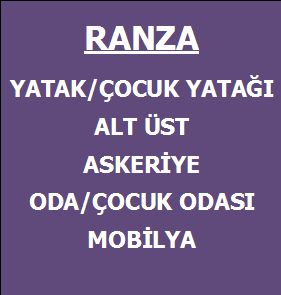 RANZA
YATAK/ÇOCUK YATAĞI
ALT ÜST
ASKERİYE
ODA/ÇOCUK ODASI
MOBİLYA